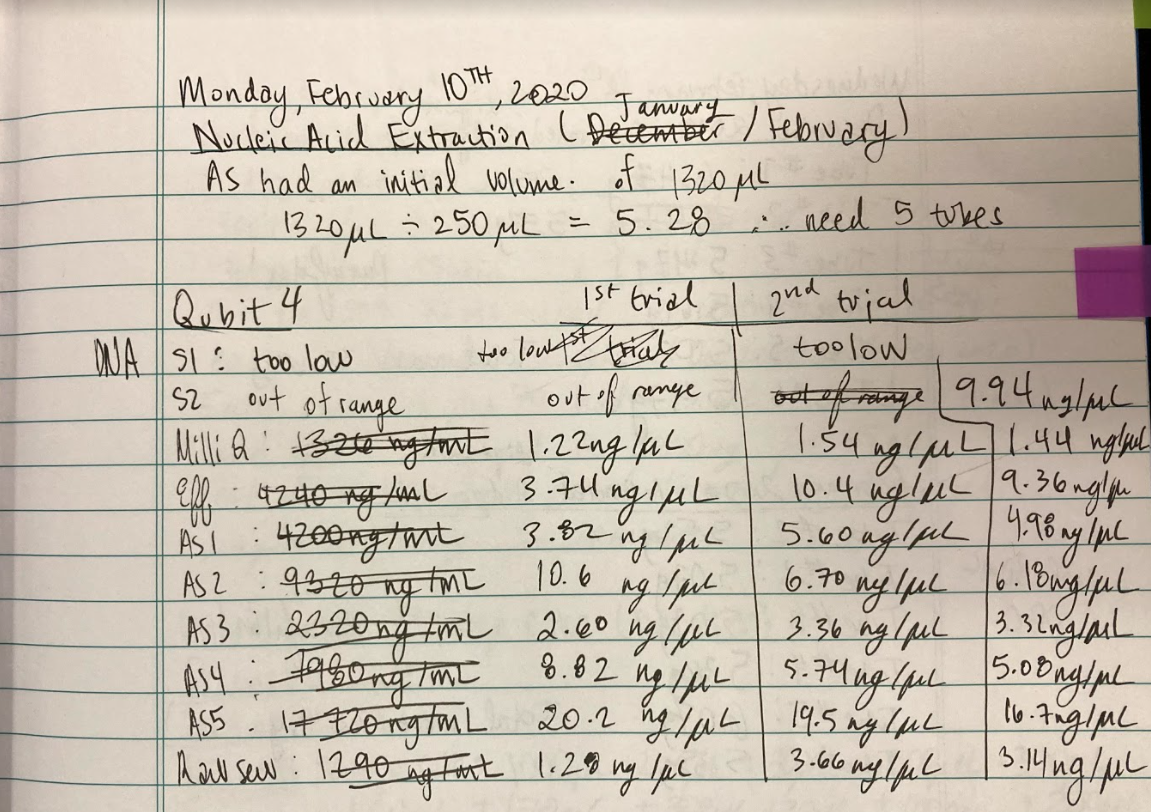 Monday, February 10TH, 2020
January
Nucleic Acid Extraction (December / February)
AS had an initial volume. of 1320 μL
1320 μL ÷ 250 μL = 5.28 ∴ need 5 tubes
Qubit 4 1st trial 2nd trial
DNA S1 : too low too low 1st trial too low
S2 out of range out of range out of range 9.94 ng/μL
Milli Q : 1320 ng/mL 1.22 ng/μL 1.54 ng/μL 1.44 ng/μL
Eff : 4240 ng/mL 3.74 ng/μL 10.4 ng/μL 9.36 ng/μ
AS1 : 4200 ng/mL 3.82 ng/μL 5.60 ng/μL 4.98 ng/μL
AS2 : 9320 ng/mL 10.6 ng/μL 6.70 ng/μL 6.18 ng/μL
AS3 : 2320 ng/mL 2.60 ng/μL 3.36 ng/μL 3.32 ng/μL
AS4 : 7980 ng/mL 8.82 ng/μL 5.74 ng/μL 5.08 ng/μL
AS5 . 17 720 ng/mL 20.2 ng/μL 19.5 ng/μL 16.7 ng/μL
Raw sew : 1290 ng/mL 1.28 ng/μL 3.66 ng/μL 3.14 ng/μL